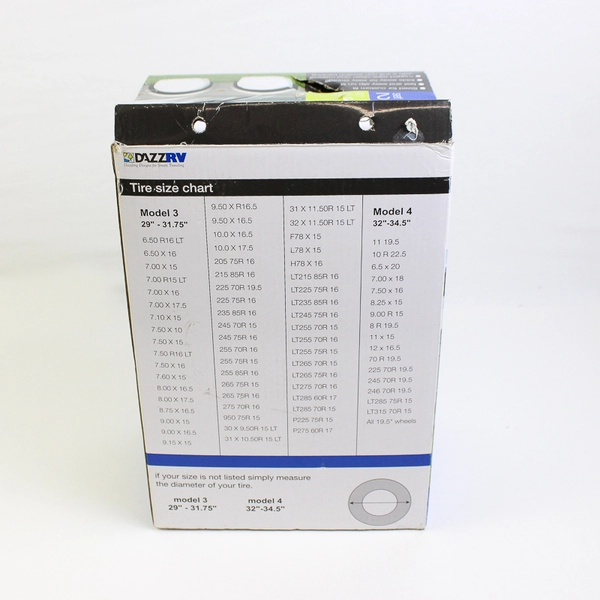 SET OF 2
DAZZRV
Tire size chart
Model 3
29" - 31.75"
6.50 R16 LT
6.50 X 16
7.00 X 15
7.00 R15 LT
7.00 X 16
7.00 X 17.5
7.10 X 15
7.50 X 10
7.50 X 15
7.50 R16 LT
7.50 X 16
7.60 X 15
8.00 X 16.5
8.00 X 17.5
8.75 X 16.5
9.00 X 15
9.00 X 16.5
9.15 X 15
9.50 X R16.5
9.50 X 16.5
10.0 X 16.5
10.0 X 17.5
205 75R 16
215 85R 16
225 70R 19.5
225 75R 16
235 85R 16
245 70R 15
245 75R 16
255 70R 16
255 75R 15
255 85R 16
265 75R 15
265 75R 16
275 70R 16
950 75R 15
30 X 9.50R 15 LT
31 X 10.50R 15 LT
31 X 11.50R 15 LT
32 X 11.50R 15 LT
F78 X 15
L78 X 15
H78 X 16
LT215 85R 16
LT225 75R 16
LT235 85R 16
LT245 75R 16
LT255 70R 15
LT255 70R 16
LT255 75R 15
LT265 75R 16
LT275 70R 16
LT285 60R 17
LT285 70R 15
P225 75R 15
P275 60R 17
Model 4
32"-34.5"
11 19.5
10 R 22.5
6.5 x 20
7.00 x 18
7.50 x 16
8.25 x 15
9.00 R 15
8 R 19.5
11 x 15
12 x 16.5
70 R 19.5
225 70R 19.5
245 70R 19.5
246 70R 19.5
LT285 75R 15
LT315 70R 15
All 19.5" wheels
if your size is not listed simply measure
the diameter of your tire.
model 3
29" - 31.75"
model 4
32"-34.5"